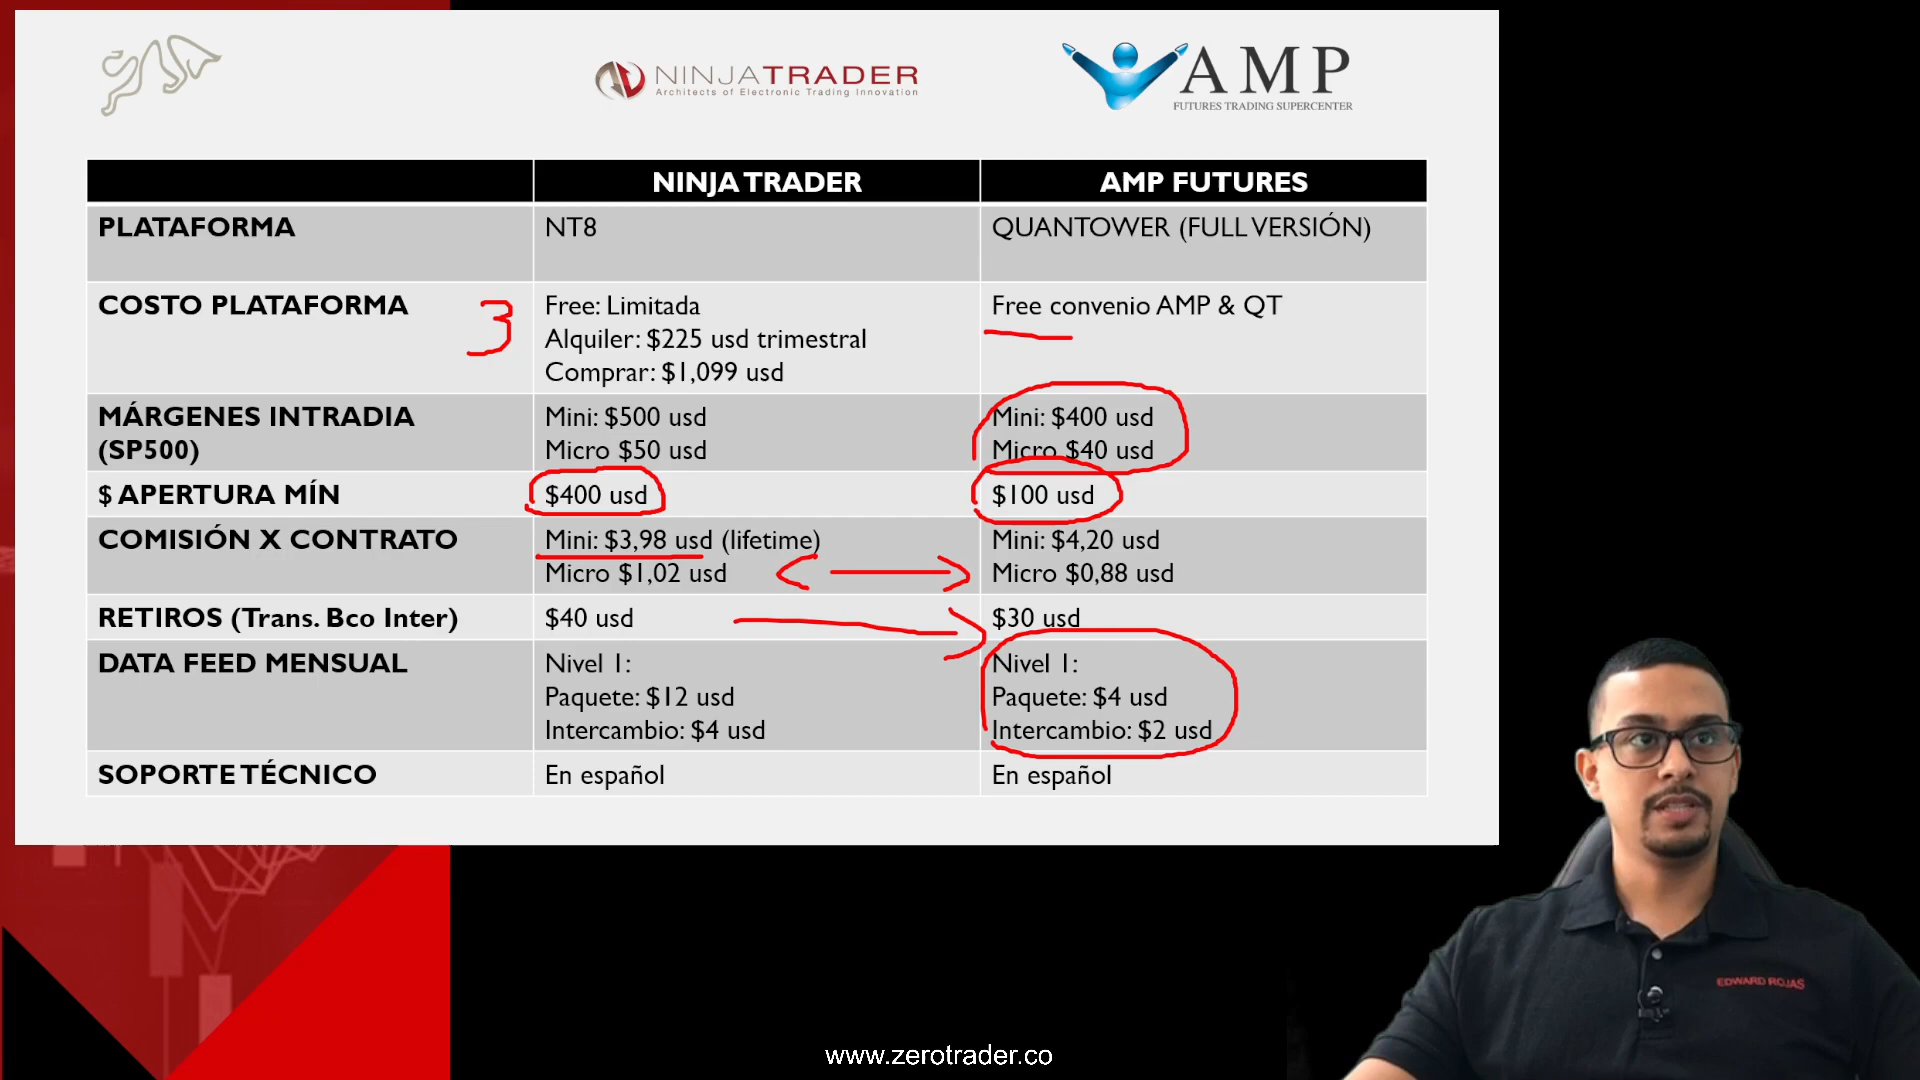 NINJATRADER
Architects of Electronic Trading Innovation
AMP
FUTURES TRADING SUPERCENTER
NINJA TRADER
AMP FUTURES
PLATAFORMA
NT8
QUANTOWER (FULL VERSIÓN)
COSTO PLATAFORMA
3
Free: Limitada
Alquiler: $225 usd trimestral
Comprar: $1,099 usd
Free convenio AMP & QT
MÁRGENES INTRADIA
(SP500)
Mini: $500 usd
Micro $50 usd
Mini: $400 usd
Micro $40 usd
$ APERTURA MÍN
$400 usd
$100 usd
COMISIÓN X CONTRATO
Mini: $3,98 usd (lifetime)
Micro $1,02 usd
Mini: $4,20 usd
Micro $0,88 usd
RETIROS (Trans. Bco Inter)
$40 usd
$30 usd
DATA FEED MENSUAL
Nivel 1:
Paquete: $12 usd
Intercambio: $4 usd
Nivel 1:
Paquete: $4 usd
Intercambio: $2 usd
SOPORTE TÉCNICO
En español
En español
EDWARD ROJAS
www.zerotrader.co